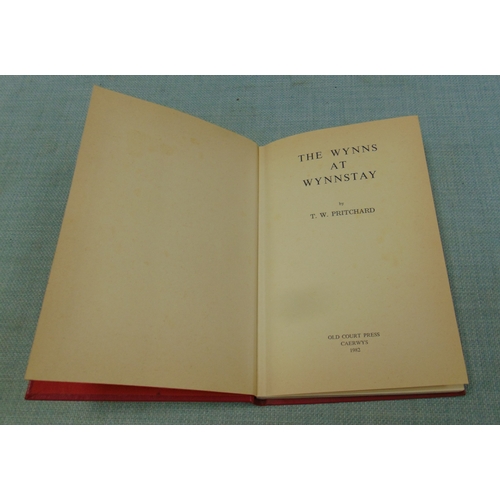 THE WYNNS
AT
WYNNSTAY
by
T. W. PRITCHARD
OLD COURT PRESS
CAERWYS
1982